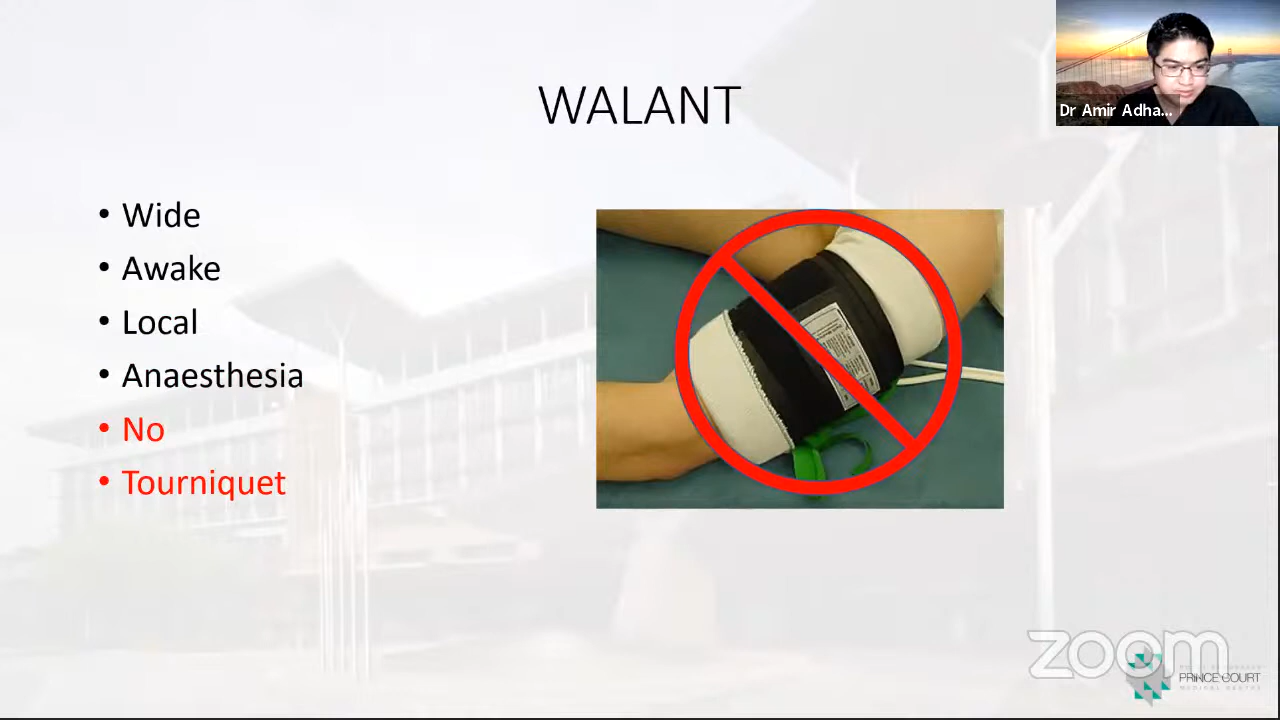 WALANT
Dr Amir Adha...
• Wide
• Awake
• Local
• Anaesthesia
• No
• Tourniquet
zoom
PRINCE COURT
MEDICAL CENTRE